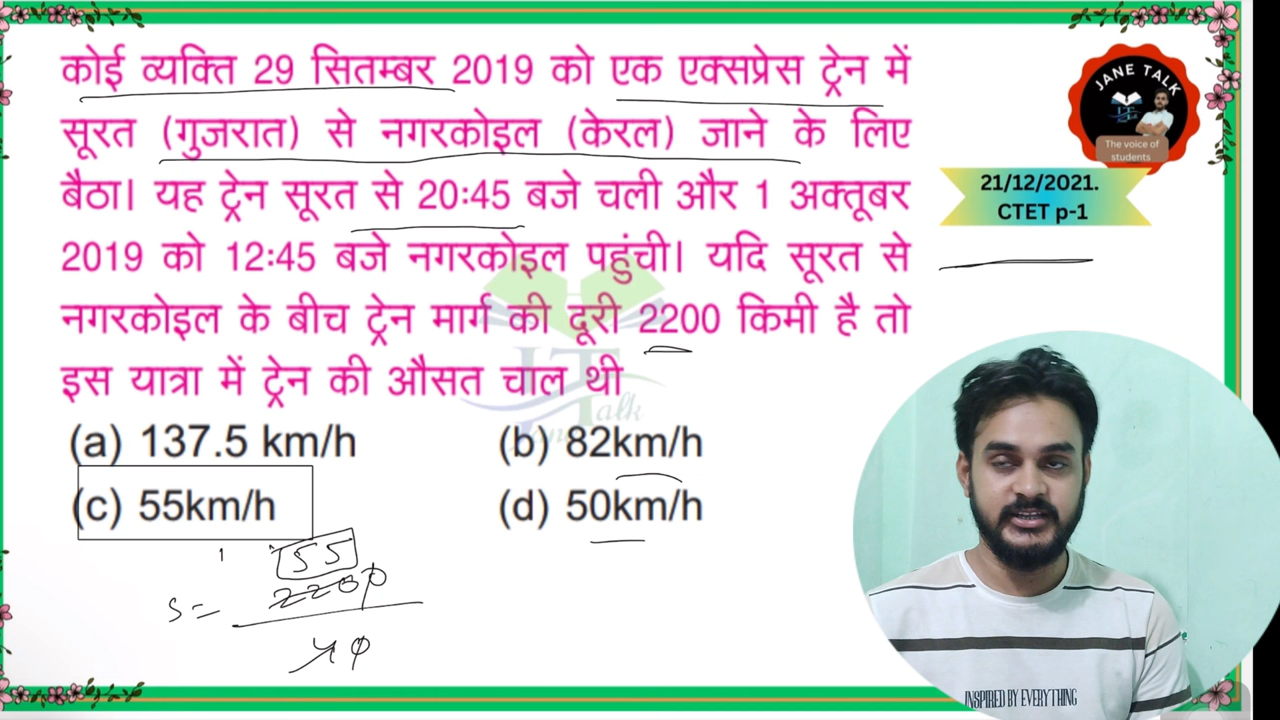 कोई व्यक्ति 29 सितम्बर 2019 को एक एक्सप्रेस ट्रेन में
सूरत (गुजरात) से नगरकोइल (केरल) जाने के लिए
बैठा। यह ट्रेन सूरत से 20:45 बजे चली और 1 अक्तूबर
2019 को 12:45 बजे नगरकोइल पहुंची। यदि सूरत से
नगरकोइल के बीच ट्रेन मार्ग की दूरी 2200 किमी है तो
इस यात्रा में ट्रेन की औसत चाल थी
(a) 137.5 km/h (b) 82km/h
(c) 55km/h (d) 50km/h
55
S = 2200
40
JANE TALK
The voice of
students
21/12/2021.
CTET p-1
INSPIRED BY EVERYTHING